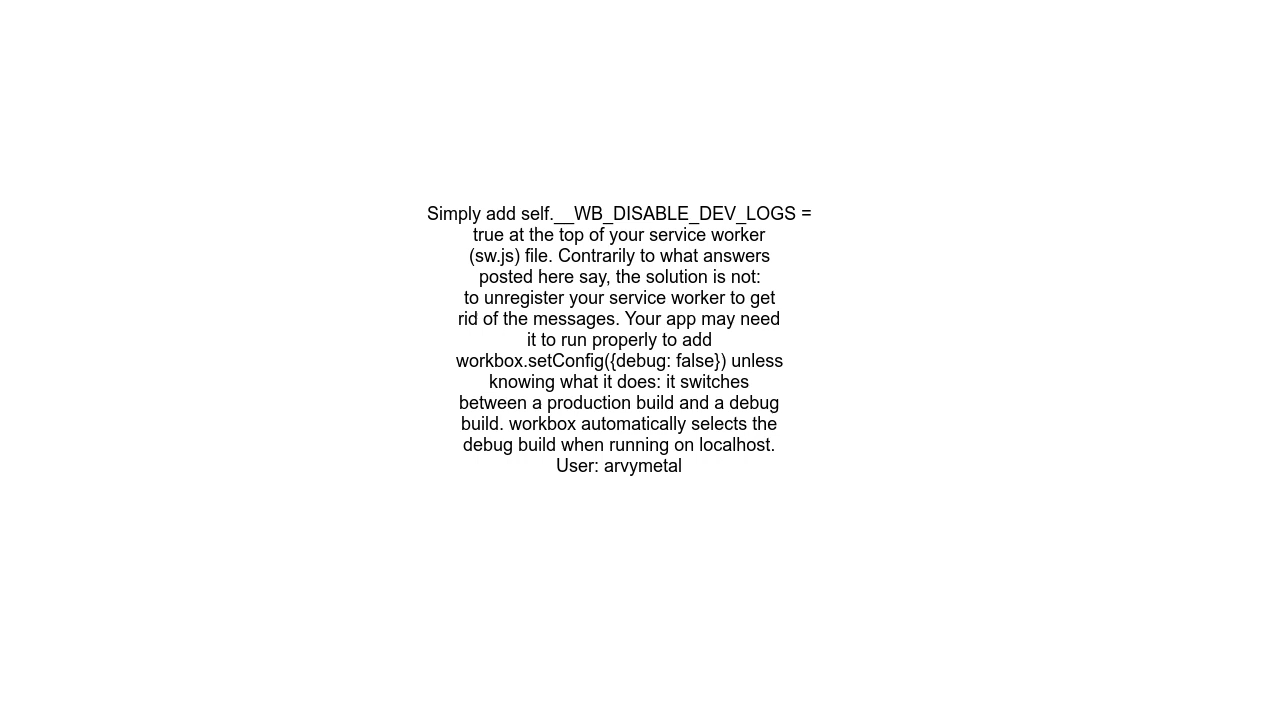 Simply add self.__WB_DISABLE_DEV_LOGS =
true at the top of your service worker
(sw.js) file. Contrarily to what answers
posted here say, the solution is not:
to unregister your service worker to get
rid of the messages. Your app may need
it to run properly to add
workbox.setConfig({debug: false}) unless
knowing what it does: it switches
between a production build and a debug
build. workbox automatically selects the
debug build when running on localhost.
User: arvymetal